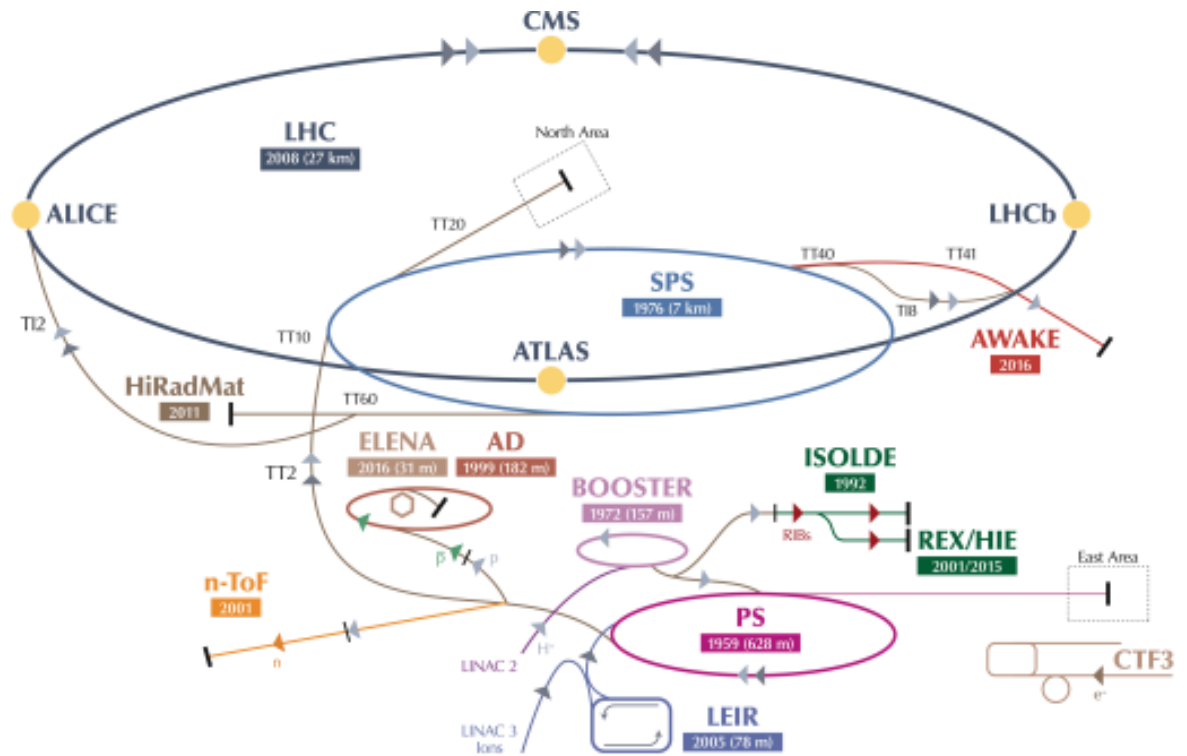 CMS
LHC
2008 (27 km)
North Area
ALICE
LHCb
TT20
TT40
TT41
SPS
1976 (7 km)
TI8
TI2
TT10
ATLAS
AWAKE
2016
HiRadMat
2011
TT60
ELENA
2016 (31 m)
AD
1999 (182 m)
TT2
ISOLDE
1992
BOOSTER
1972 (157 m)
RIBs
REX/HIE
2001/2015
p̅
p
East Area
n-ToF
2001
PS
1959 (628 m)
n
H⁺
LINAC 2
CTF3
e⁻
LEIR
2005 (78 m)
LINAC 3
Ions